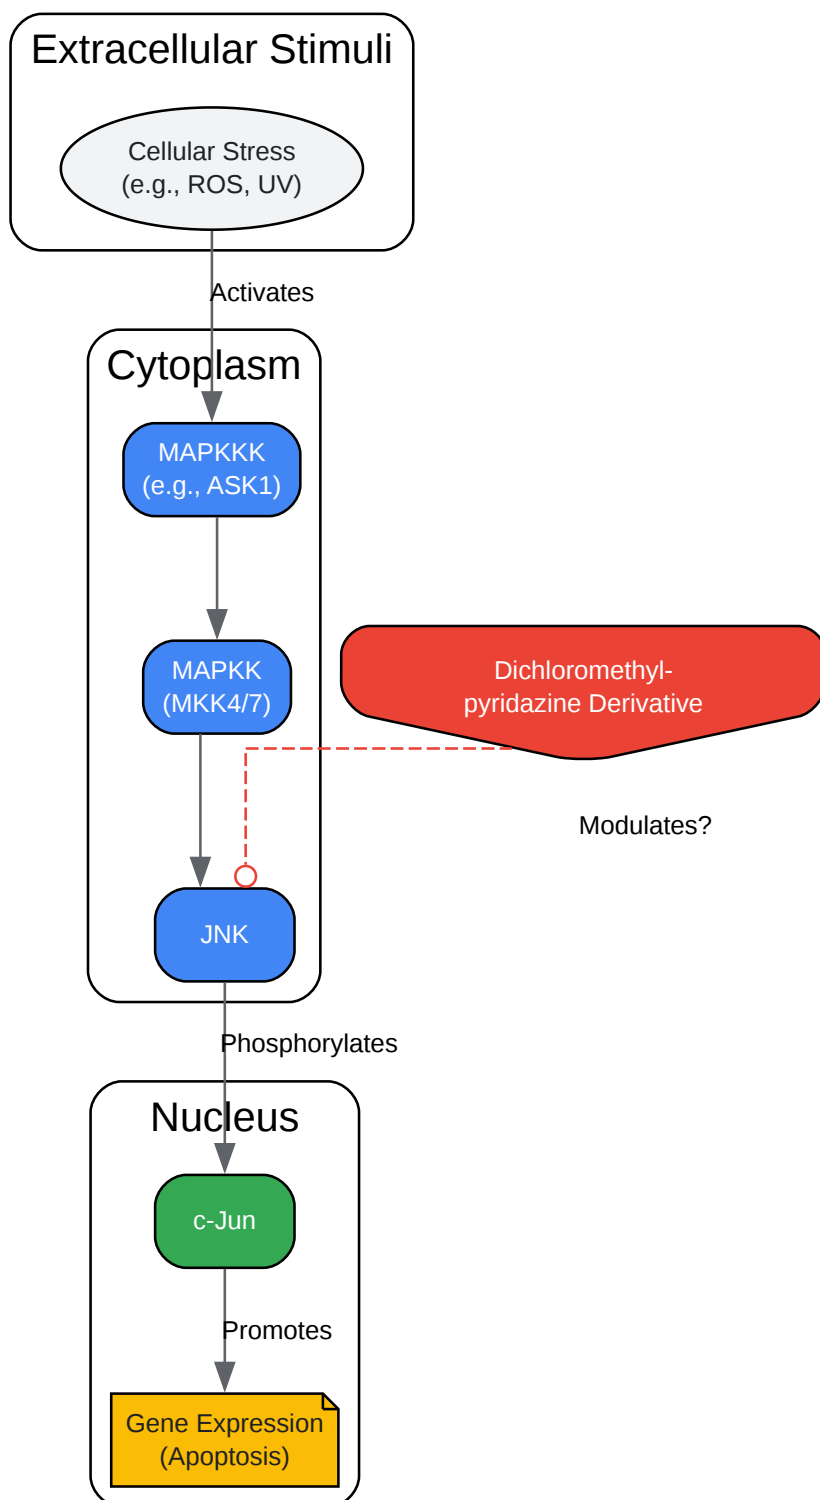 Extracellular Stimuli
Cellular Stress
(e.g., ROS, UV)
Activates
Cytoplasm
MAPKKK
(e.g., ASK1)
MAPKK
(MKK4/7)
Dichloromethyl-
pyridazine Derivative
Modulates?
JNK
Phosphorylates
Nucleus
c-Jun
Promotes
Gene Expression
(Apoptosis)